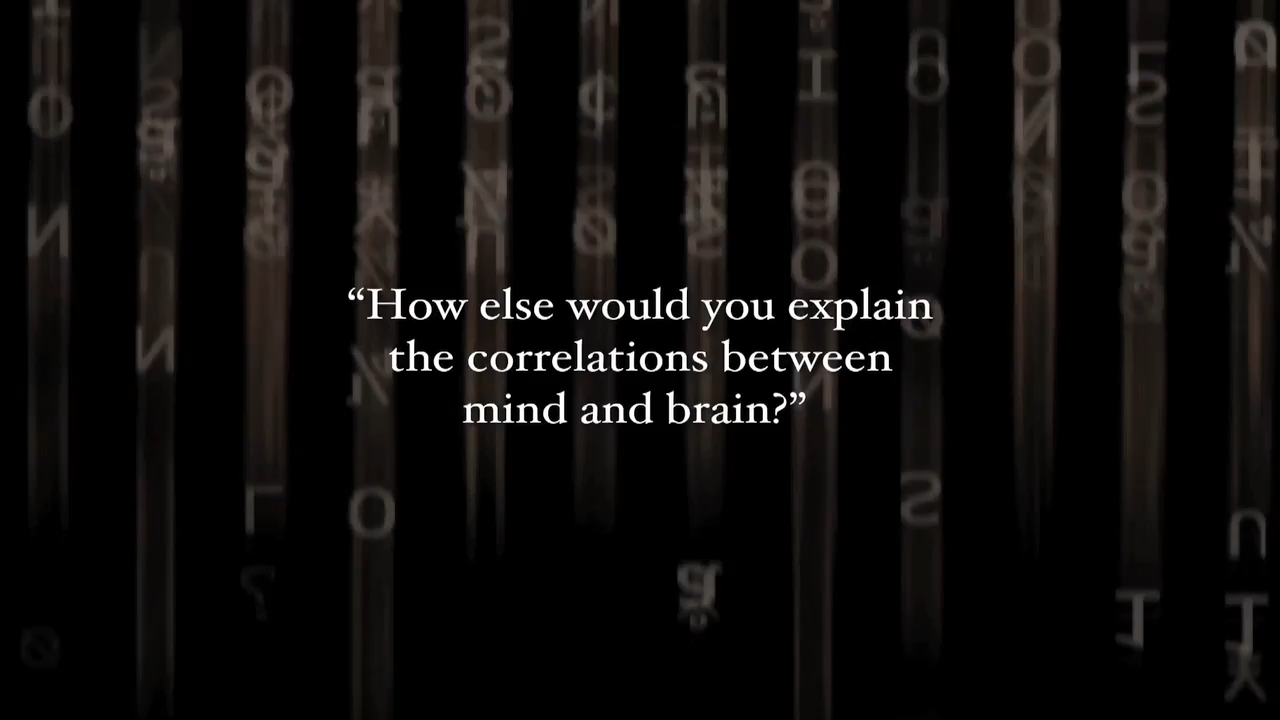 “How else would you explain
the correlations between
mind and brain?”